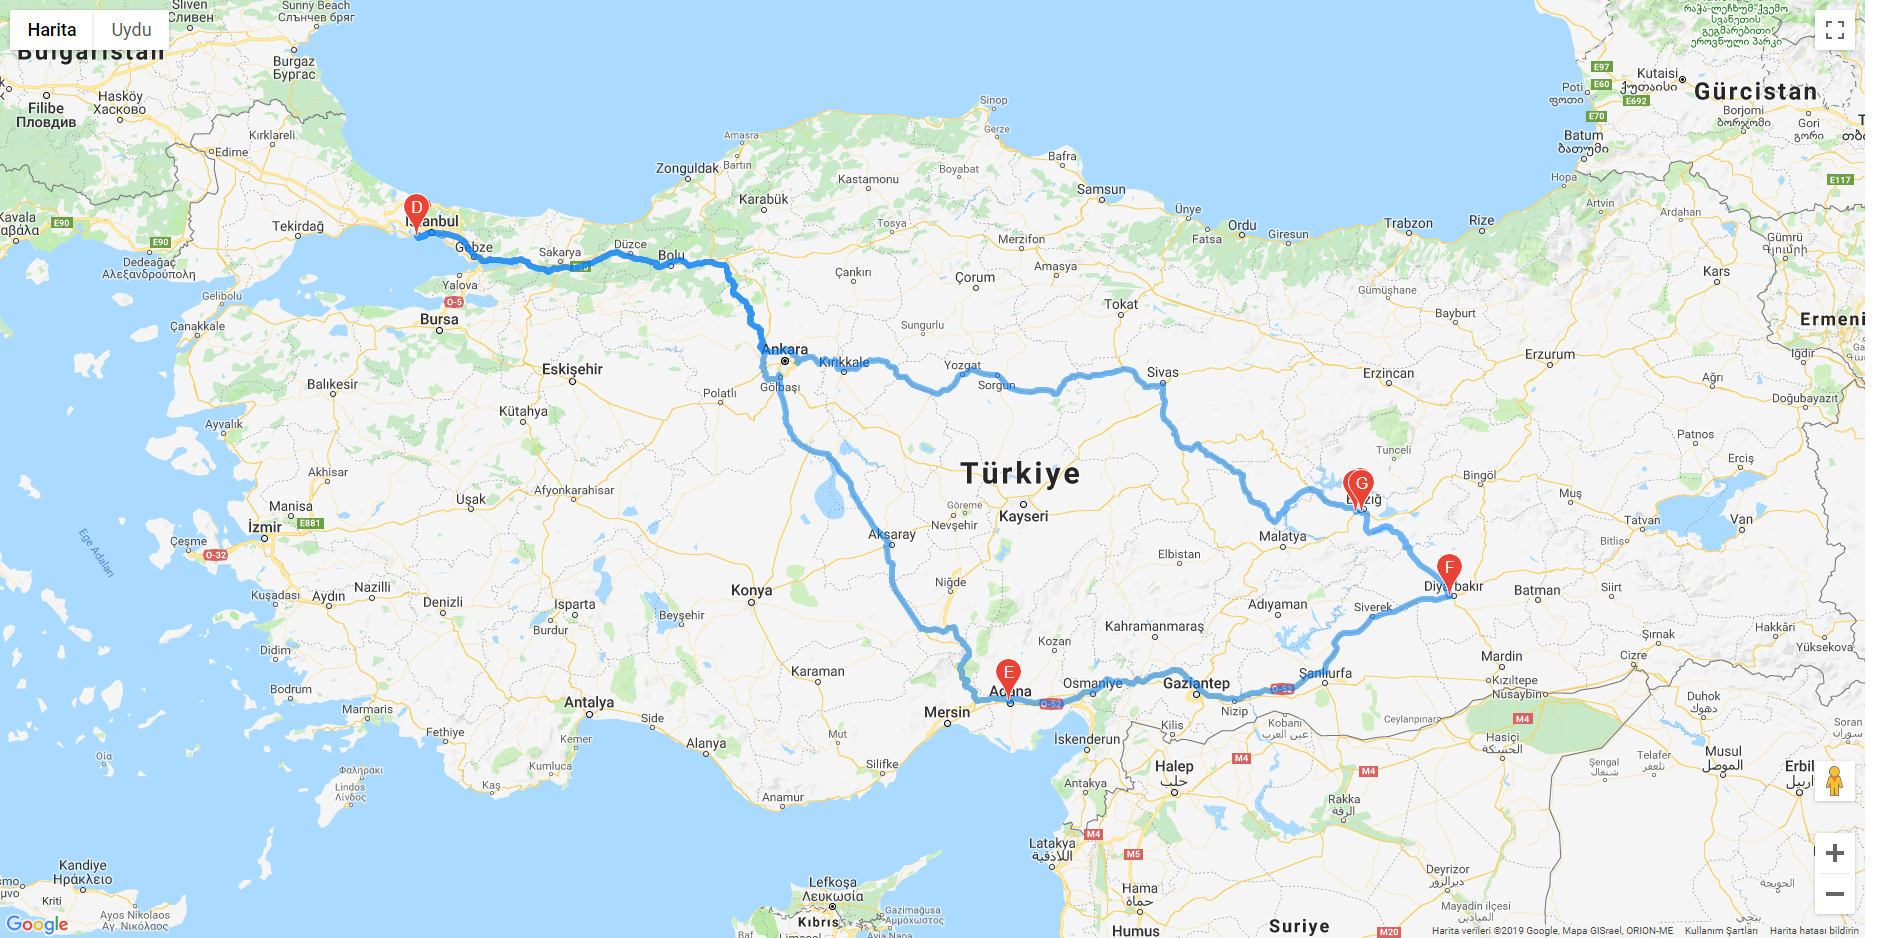 Harita
Uydu
Bulgaristan
Sliven
Сливен
Sunny Beach
Слънчев бряг
Burgaz
Бургас
Hasköy
Хасково
Filibe
Пловдив
Kırklareli
Edirne
Kavala
E90
E90
Dedeağaç
Αλεξανδρούπολη
Tekirdağ
D
İstanbul
Gebze
Yalova
O-5
Gelibolu
Çanakkale
Bursa
Sakarya
Düzce
Bolu
Zonguldak
Amasra
Bartın
Karabük
Kastamonu
Sinop
Gerze
Boyabat
Bafra
Samsun
Tosya
Merzifon
Amasya
Çankırı
Çorum
Tokat
Sungurlu
Ünye
Fatsa
Ordu
Giresun
Trabzon
Rize
Hopa
Artvin
Ardahan
Gümüşhane
Bayburt
Kars
Gümrü
Գյումրի
E97
E60
E692
E70
E117
Poti
ფოთი
Kutaisi
ქუთაისი
Gürcistan
Borjomi
ბორჯომი
Gori
გორი
Batum
ბათუმი
Ermeni
Iğdir
Ağrı
Doğubayazıt
Erzurum
Erzincan
Sivas
Ankara
Kırıkkale
Yozgat
Sorgun
Gölbaşı
Polatlı
Eskişehir
Kütahya
Balıkesir
Ayvalık
Akhisar
Manisa
İzmir
E881
Çeşme
O-32
Ege Adaları
Uşak
Afyonkarahisar
Türkiye
Göreme
Nevşehir
Kayseri
Aksaray
Niğde
Konya
Kuşadası
Aydın
Nazilli
Denizli
Isparta
Burdur
Beyşehir
Karaman
Didim
Bodrum
Marmaris
Fethiye
Antalya
Kemer
Kumluca
Kaş
Side
Alanya
Anamur
Mut
Silifke
Mersin
E
Adana
O-52
Kozan
Osmaniye
Kahramanmaraş
Elbistan
Malatya
Adıyaman
Gaziantep
Nizip
Kilis
O-52
Şanlıurfa
Siverek
F
Diyarbakır
G
Elazığ
Tunceli
Bingöl
Muş
Patnos
Erciş
Tatvan
Van
Bitlis
Batman
Siirt
Mardin
Kızıltepe
Nusaybin
Şırnak
Cizre
Hakkâri
Yüksekova
Duhok
دهوك
Musul
الموصل
Erbil
Telafer
تلعفر
Hasiçi
الحسكة
Şengal
شنگال
M4
M4
M4
M4
M5
M20
Ceylanpınar
Kobani
عين العرب
İskenderun
Antakya
Halep
حلب
Rakka
الرقة
Latakya
اللاذقية
Hama
حماة
Humus
Deyrizor
ديرالزور
Mayadin ilçesi
الميادين
Suriye
Lefkoşa
Λευκωσία
Kıbrıs
Gazimağusa
Αμμόχωστος
Φαληράκι
Lindos
Λίνδος
Kandiye
Ηράκλειο
Kriti
Ayos Nikolaos
Αγ. Νικόλαος
Google
Harita verileri ©2019 Google, Mapa GISrael, ORION-ME
Kullanım Şartları
Harita hatası bildirin